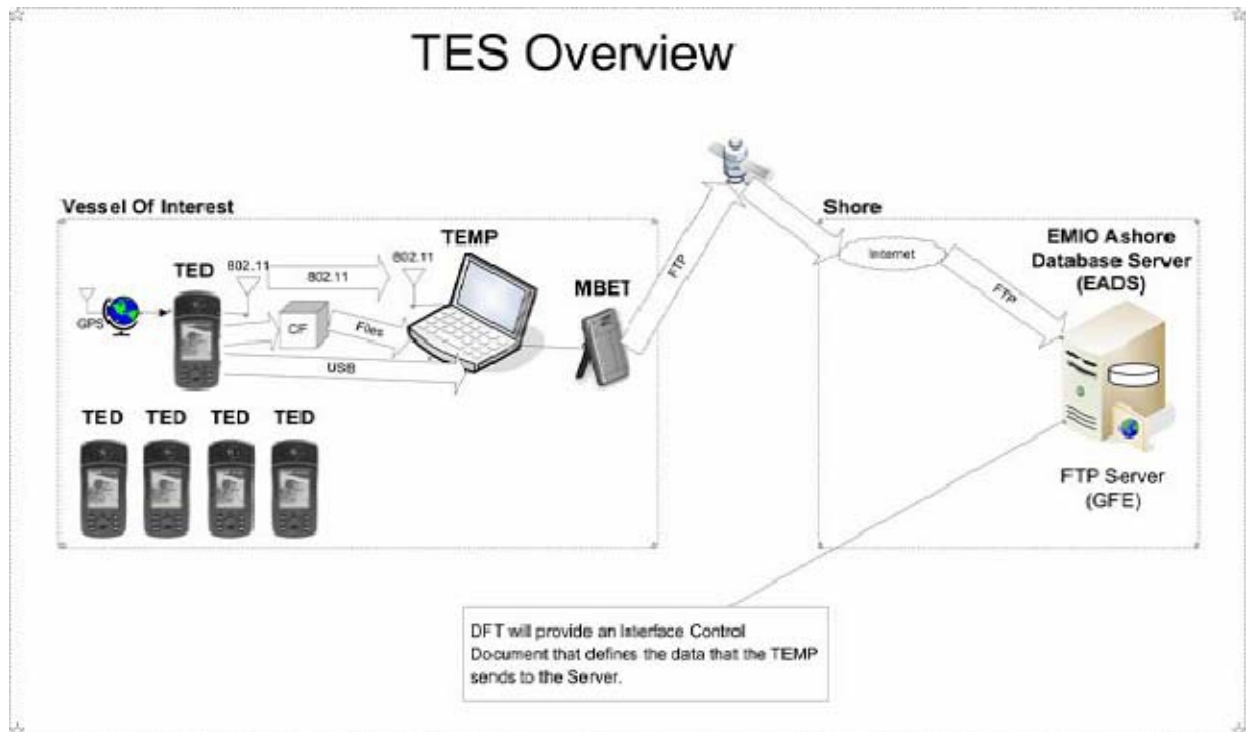 TES Overview
Vessel Of Interest
Shore
TEMP
EMIO Ashore
Database Server
(EADS)
TED
802.11
802.11
802.11
Internet
MBET
FTP
FTP
GPS
CF
Files
USB
TED TED TED TED
FTP Server
(GFE)
DFT will provide an Interface Control
Document that defines the data that the TEMP
sends to the Server.